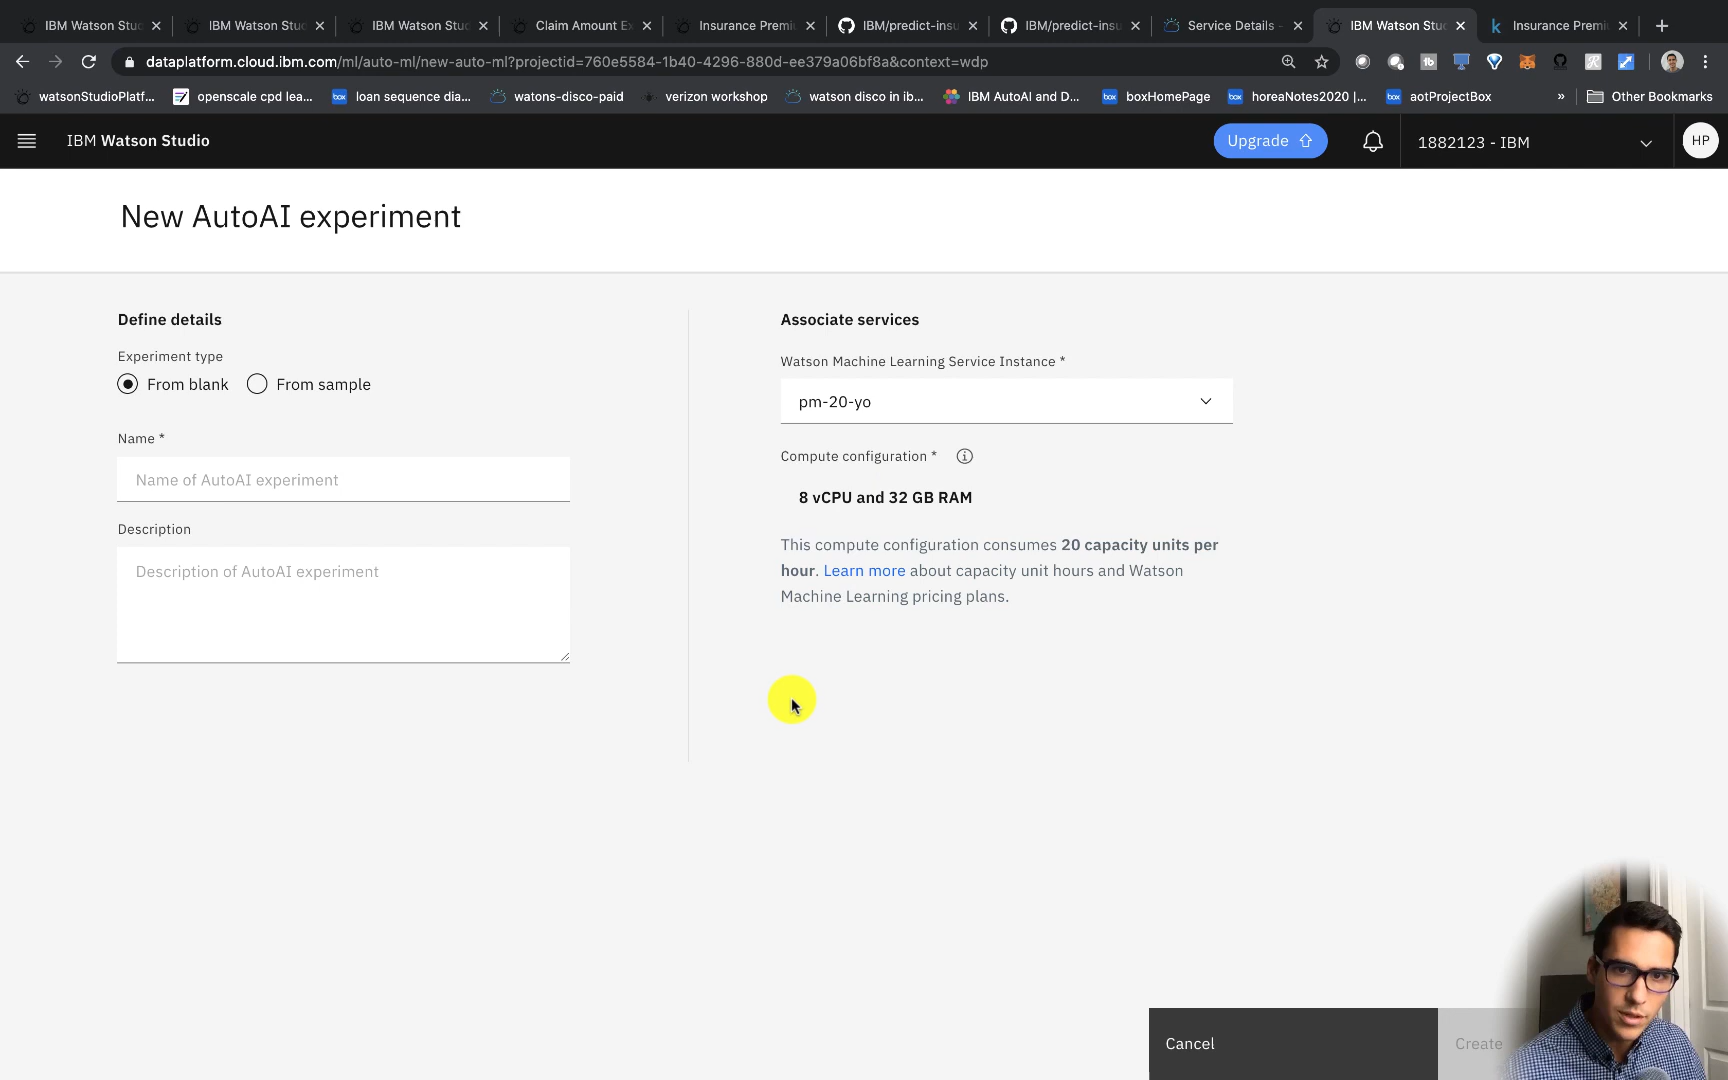 IBM Watson Stud
IBM Watson Stud
IBM Watson Stud
Claim Amount Ex
Insurance Premiu
IBM/predict-insu
IBM/predict-insu
Service Details -
IBM Watson Stud
Insurance Premiu
dataplatform.cloud.ibm.com/ml/auto-ml/new-auto-ml?projectid=760e5584-1b40-4296-880d-ee379a06bf8a&context=wdp
watsonStudioPlatf...
openscale cpd lea...
loan sequence dia...
watons-disco-paid
verizon workshop
watson disco in ib...
IBM AutoAI and D...
boxHomePage
horeaNotes2020 |...
aotProjectBox
»
Other Bookmarks
IBM Watson Studio
Upgrade
1882123 - IBM
HP
New AutoAI experiment
Define details
Experiment type
From blank
From sample
Name *
Name of AutoAI experiment
Description
Description of AutoAI experiment
Associate services
Watson Machine Learning Service Instance *
pm-20-yo
Compute configuration *
8 vCPU and 32 GB RAM
This compute configuration consumes 20 capacity units per
hour. Learn more about capacity unit hours and Watson
Machine Learning pricing plans.
Cancel
Create